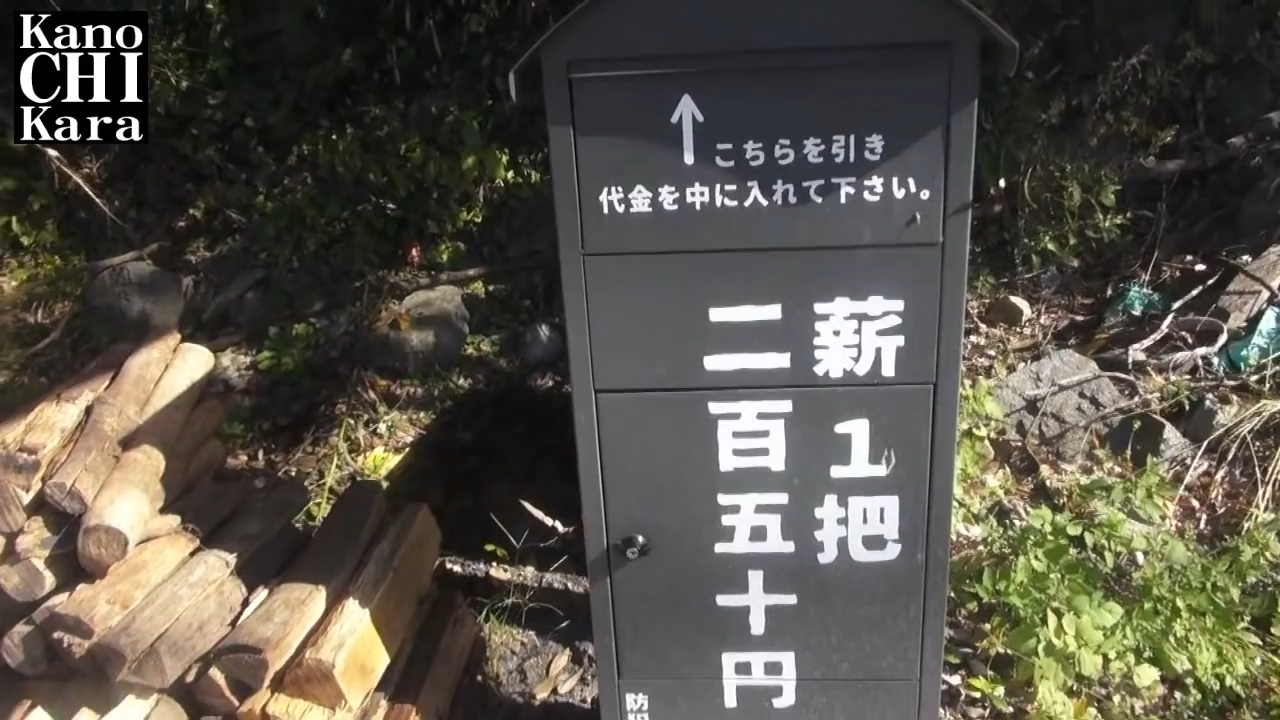 Kano
CHI
Kara
↑こちらを引き
代金を中に入れて下さい。
薪1把
二百五十円
防